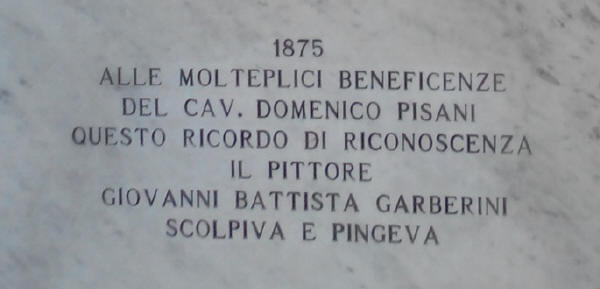 1875
ALLE MOLTEPLICI BENEFICENZE
DEL CAV. DOMENICO PISANI
QUESTO RICORDO DI RICONOSCENZA
IL PITTORE
GIOVANNI BATTISTA GARBERINI
SCOLPIVA E PINGEVA